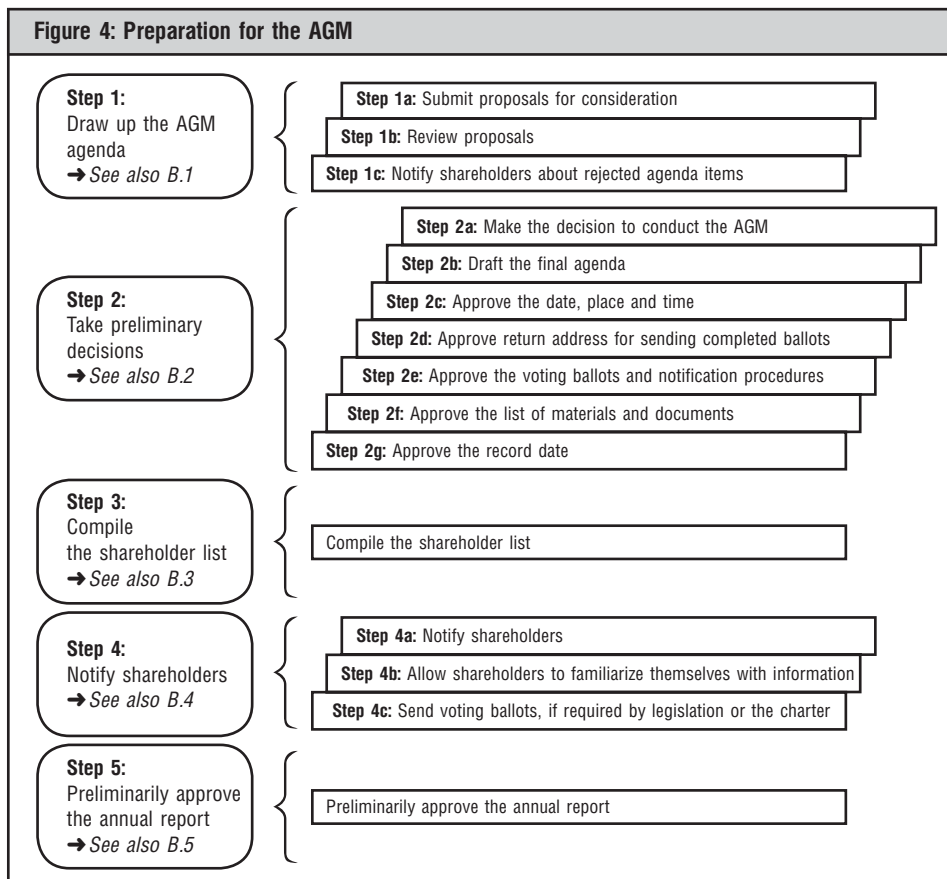 Figure 4: Preparation for the AGM
Step 1:
Draw up the AGM
agenda
➔ See also B.1
Step 1a: Submit proposals for consideration
Step 1b: Review proposals
Step 1c: Notify shareholders about rejected agenda items
Step 2:
Take preliminary
decisions
➔ See also B.2
Step 2a: Make the decision to conduct the AGM
Step 2b: Draft the final agenda
Step 2c: Approve the date, place and time
Step 2d: Approve return address for sending completed ballots
Step 2e: Approve the voting ballots and notification procedures
Step 2f: Approve the list of materials and documents
Step 2g: Approve the record date
Step 3:
Compile
the shareholder list
➔ See also B.3
Compile the shareholder list
Step 4:
Notify shareholders
➔ See also B.4
Step 4a: Notify shareholders
Step 4b: Allow shareholders to familiarize themselves with information
Step 4c: Send voting ballots, if required by legislation or the charter
Step 5:
Preliminarily approve
the annual report
➔ See also B.5
Preliminarily approve the annual report